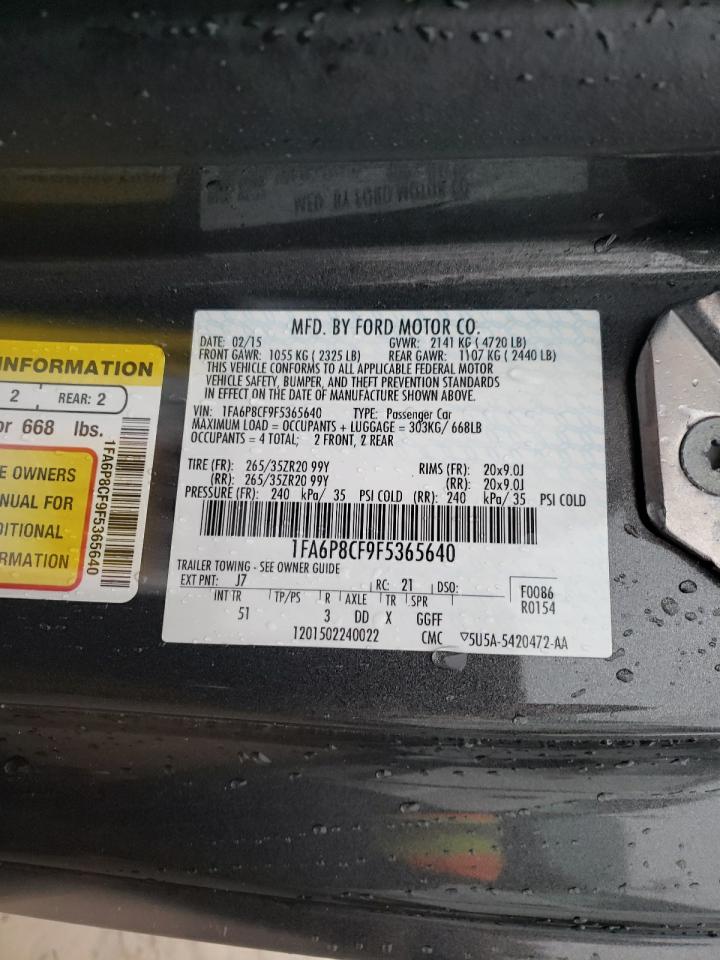 MFD. BY FORD MOTOR CO.
DATE: 02/15 GVWR: 2141 KG ( 4720 LB)
FRONT GAWR: 1055 KG ( 2325 LB) REAR GAWR: 1107 KG ( 2440 LB)
THIS VEHICLE CONFORMS TO ALL APPLICABLE FEDERAL MOTOR
VEHICLE SAFETY, BUMPER, AND THEFT PREVENTION STANDARDS
IN EFFECT ON THE DATE OF MANUFACTURE SHOWN ABOVE.
VIN: 1FA6P8CF9F5365640 TYPE: Passenger Car
MAXIMUM LOAD = OCCUPANTS + LUGGAGE = 303KG/ 668LB
OCCUPANTS = 4 TOTAL; 2 FRONT, 2 REAR
TIRE (FR): 265/35ZR20 99Y RIMS (FR): 20x9.0J
(RR): 265/35ZR20 99Y (RR): 20x9.0J
PRESSURE (FR): 240 kPa/ 35 PSI COLD (RR): 240 kPa/ 35 PSI COLD
1FA6P8CF9F5365640
TRAILER TOWING - SEE OWNER GUIDE
EXT PNT: J7 RC: 21 DSO:
INT TR TP/PS R AXLE TR SPR
51 3 DD X GGFF
F0086
R0154
1201502240022 CMC 5U5A-5420472-AA
INFORMATION
2 REAR: 2
or 668 lbs.
E OWNERS
ANUAL FOR
DITIONAL
RMATION
1FA6P8CF9F5365640
MFD. BY FORD MOTOR CO.